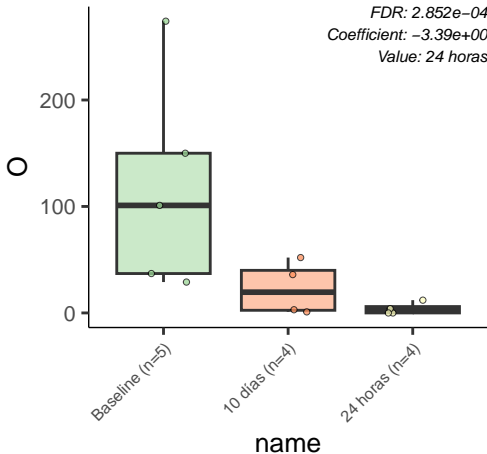 FDR: 2.852e−04
Coefficient: −3.39e+00
Value: 24 horas
O
200
100
0
Baseline (n=5)
10 días (n=4)
24 horas (n=4)
name